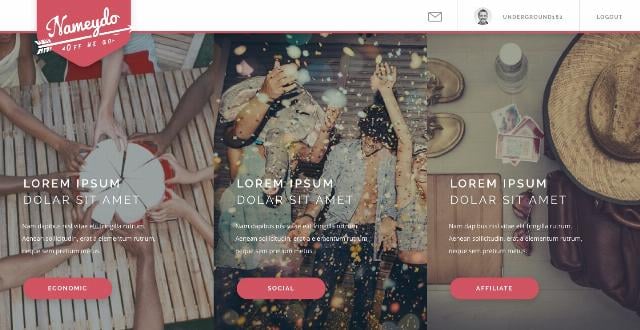 Nameydo
OFF WE GO
UNDERGROUND182
LOGOUT
LOREM IPSUM
DOLAR SIT AMET
Nam dapibus nisl vitae elit fringilla rutrum.
Aenean sollicitudin, erat a elementum rutrum,
neque sem pretium metus.
ECONOMIC
LOREM IPSUM
DOLAR SIT AMET
Nam dapibus nisl vitae elit fringilla rutrum.
Aenean sollicitudin, erat a elementum rutrum,
neque sem pretium metus.
SOCIAL
LOREM IPSUM
DOLAR SIT AMET
Nam dapibus nisl vitae elit fringilla rutrum.
Aenean sollicitudin, erat a elementum rutrum,
neque sem pretium metus.
AFFILIATE